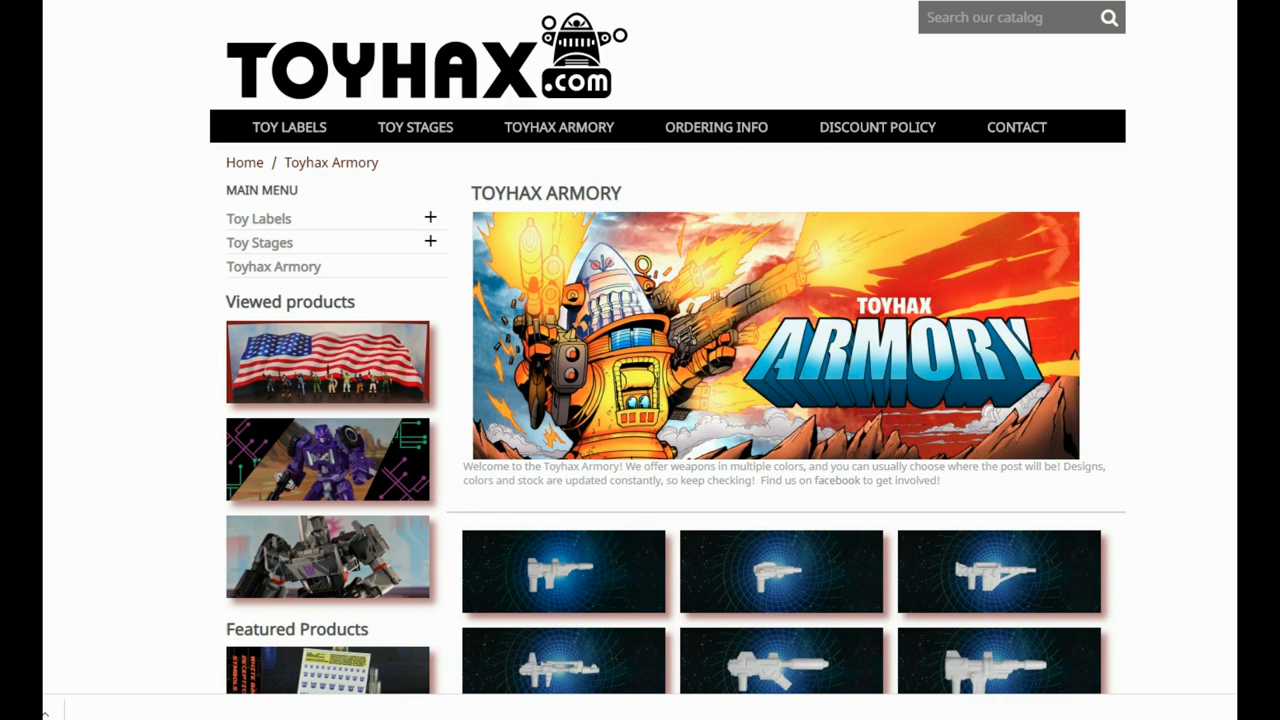 Search our catalog
TOYHAX.com
TOY LABELS
TOY STAGES
TOYHAX ARMORY
ORDERING INFO
DISCOUNT POLICY
CONTACT
Home / Toyhax Armory
MAIN MENU
Toy Labels +
Toy Stages +
Toyhax Armory
Viewed products
Featured Products
TOYHAX ARMORY
TOYHAX
ARMORY
Welcome to the Toyhax Armory! We offer weapons in multiple colors, and you can usually choose where the post will be! Designs,
colors and stock are updated constantly, so keep checking! Find us on facebook to get involved!